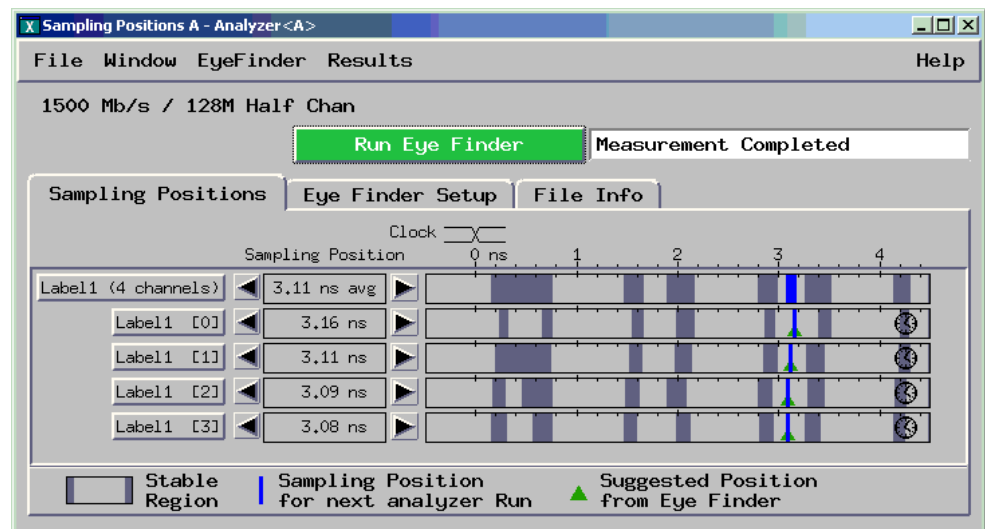 X Sampling Positions A - Analyzer<A>
File Window EyeFinder Results Help
1500 Mb/s / 128M Half Chan
Run Eye Finder Measurement Completed
Sampling Positions Eye Finder Setup File Info
Clock
Sampling Position 0 ns 1 2 3 4
Label1 (4 channels) 3.11 ns avg
Label1 [0] 3.16 ns
Label1 [1] 3.11 ns
Label1 [2] 3.09 ns
Label1 [3] 3.08 ns
Stable Sampling Position Suggested Position
Region for next analyzer Run from Eye Finder